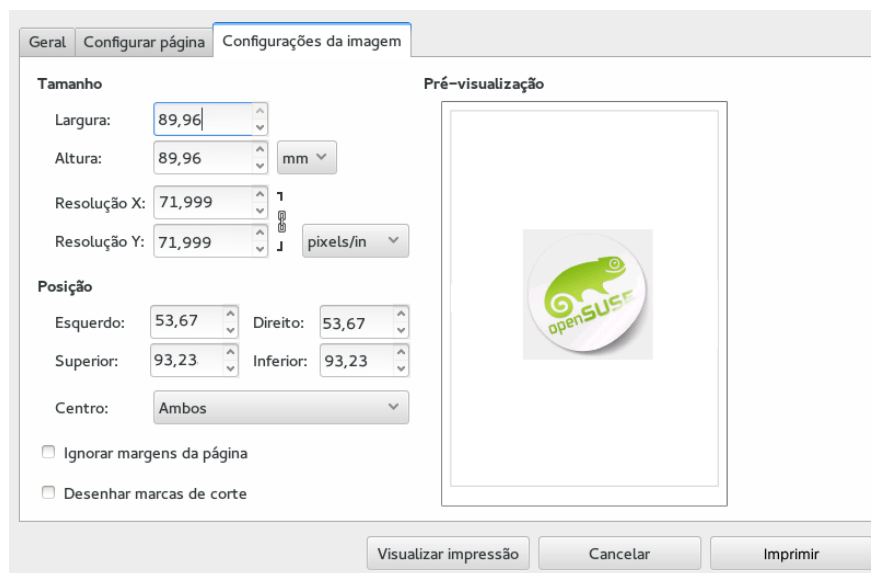 Geral Configurar página Configurações da imagem
Tamanho
Largura: 89,96
Altura: 89,96 mm
Resolução X: 71,999
Resolução Y: 71,999 pixels/in
Posição
Esquerdo: 53,67 Direito: 53,67
Superior: 93,23 Inferior: 93,23
Centro: Ambos
Ignorar margens da página
Desenhar marcas de corte
Pré-visualização
openSUSE
Visualizar impressão Cancelar Imprimir